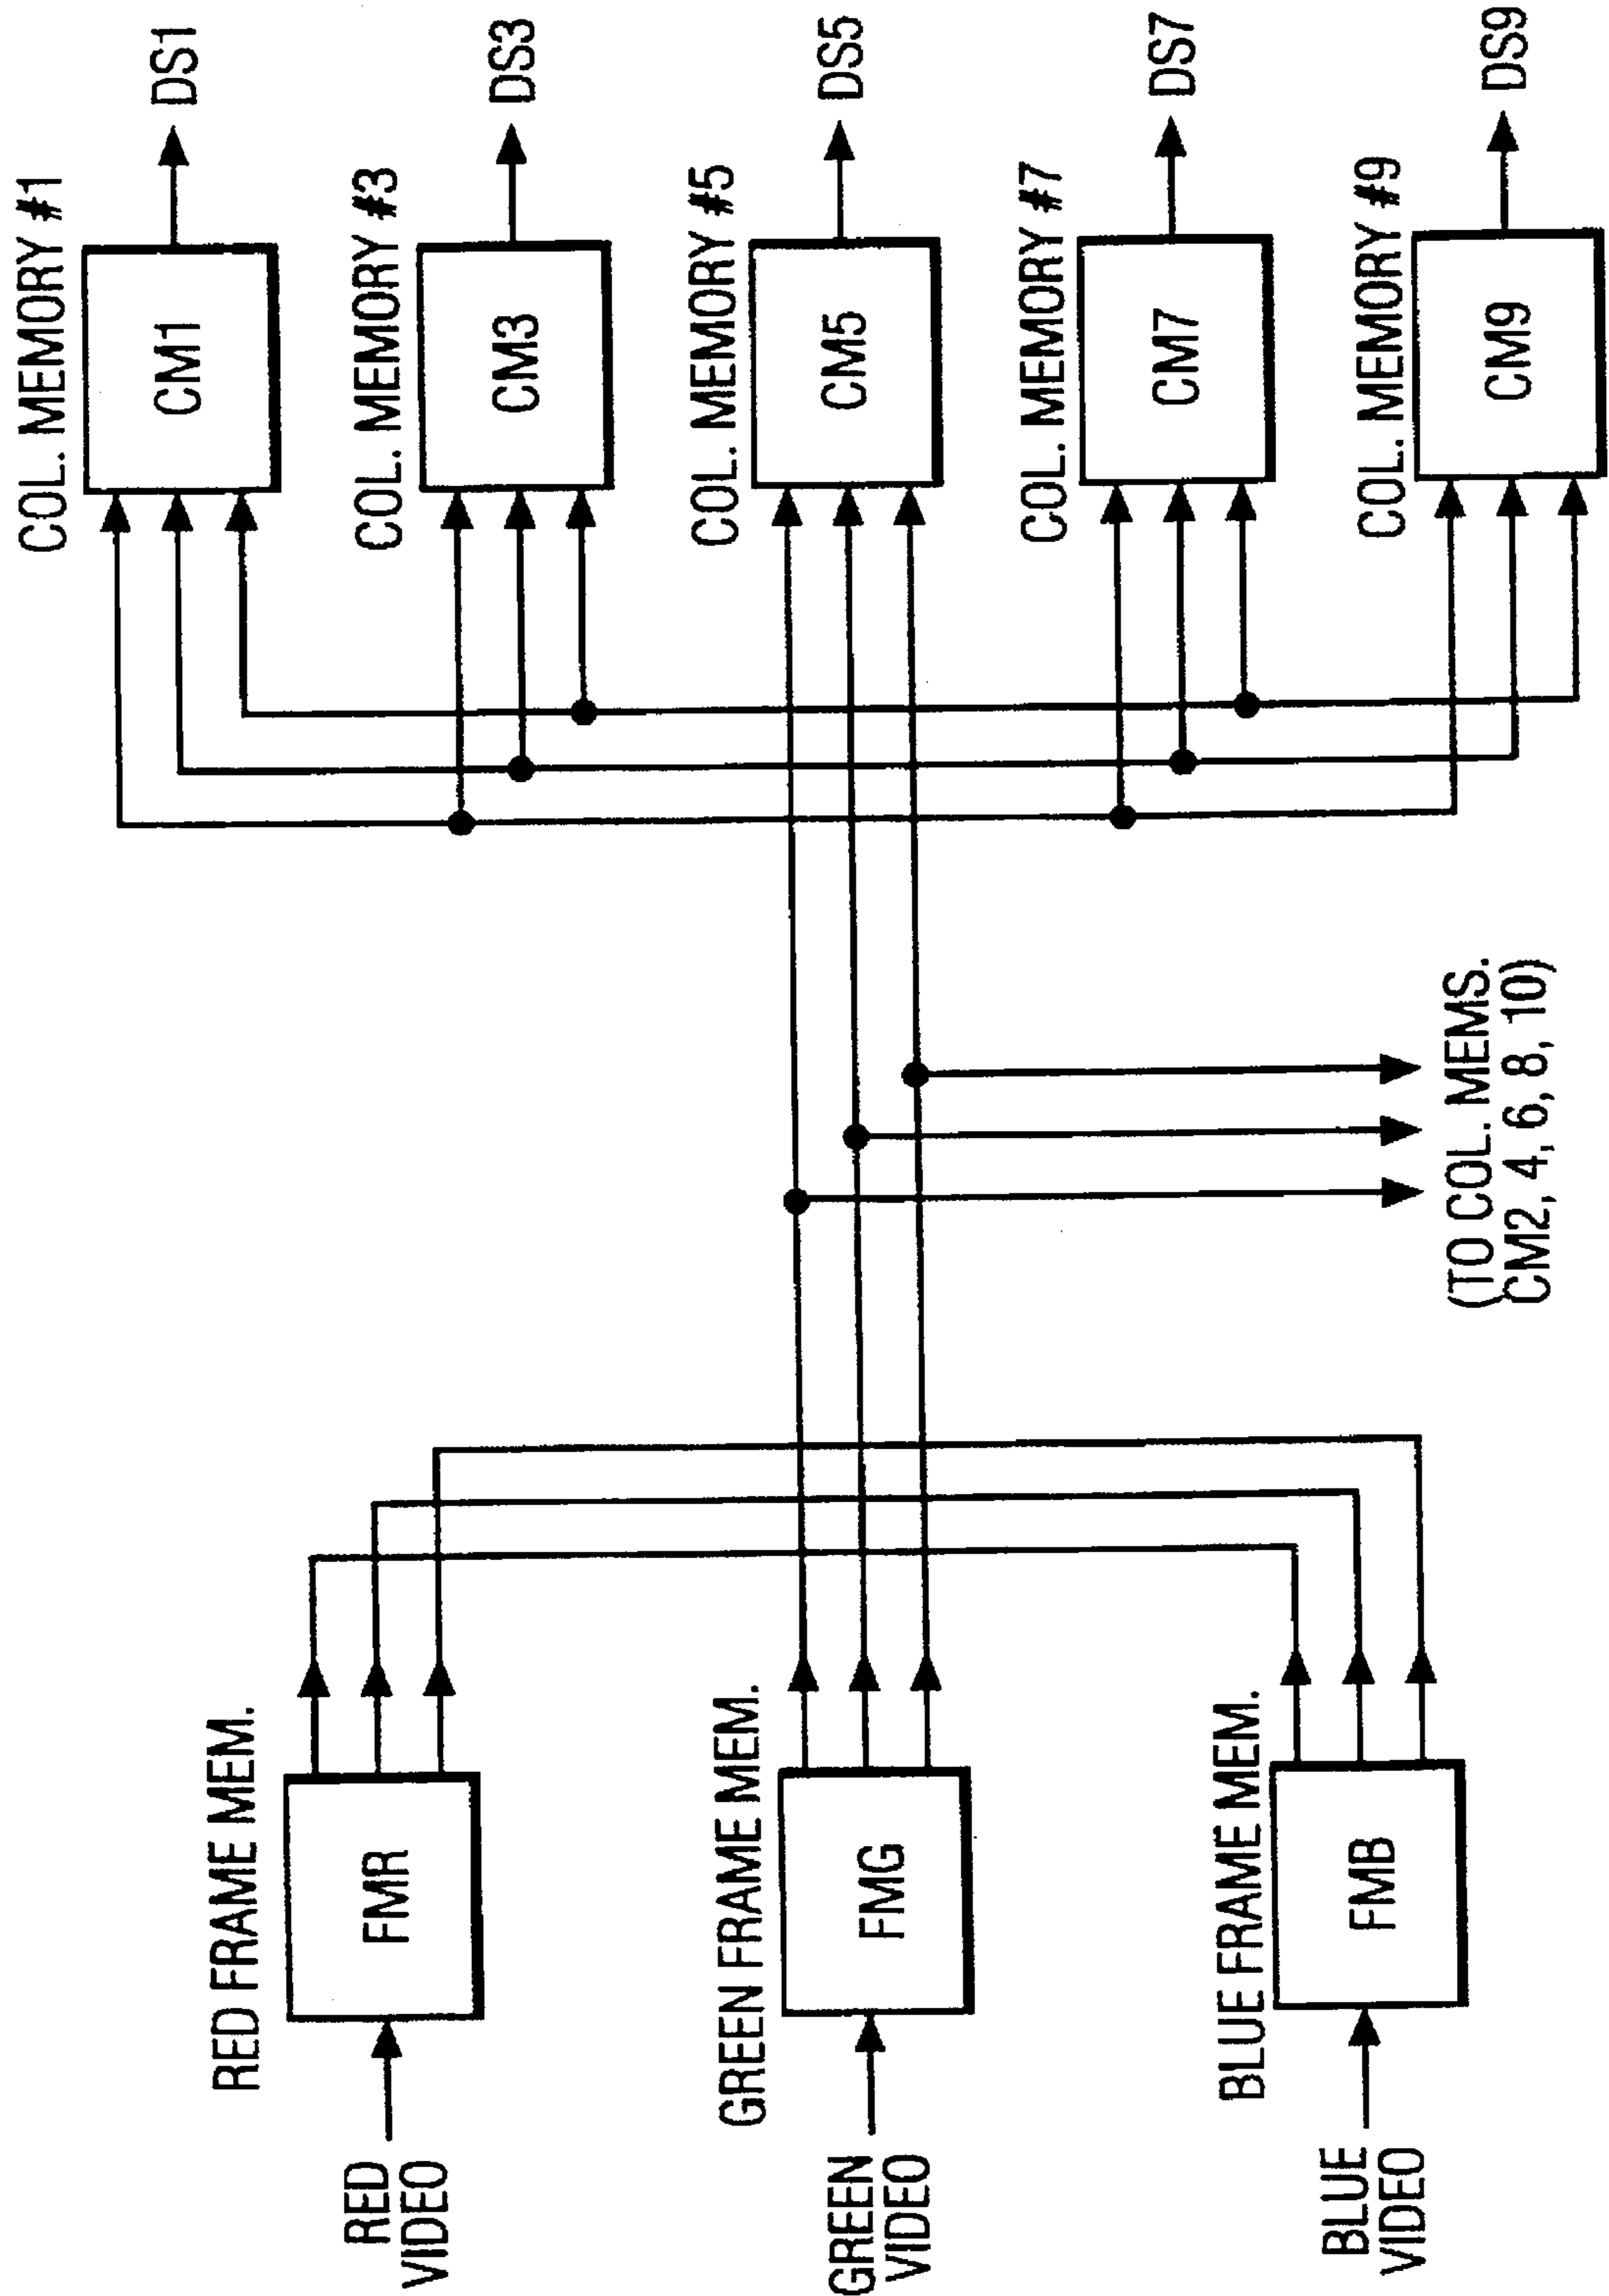 RED
VIDEO
RED FRAME MEM.
FMR
GREEN
VIDEO
GREEN FRAME MEM.
FMG
BLUE
VIDEO
BLUE FRAME MEM.
FMB
(TO COL. MEMS.
CM2, 4, 6, 8, 10)
COL. MEMORY #1
CM1
DS1
COL. MEMORY #3
CM3
DS3
COL. MEMORY #5
CM5
DS5
COL. MEMORY #7
CM7
DS7
COL. MEMORY #9
CM9
DS9